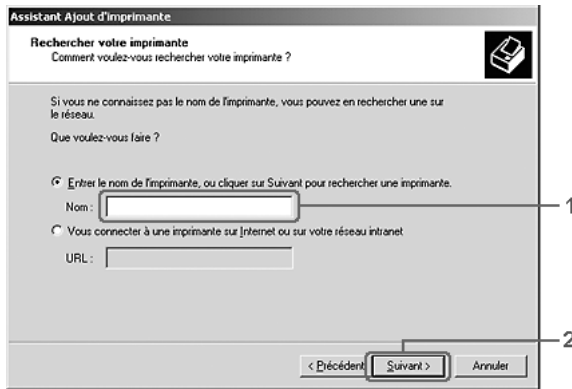 Assistant Ajout d'imprimante
Rechercher votre imprimante
Comment voulez-vous rechercher votre imprimante ?
Si vous ne connaissez pas le nom de l'imprimante, vous pouvez en rechercher une sur
le réseau.
Que voulez-vous faire ?
Entrer le nom de l'imprimante, ou cliquer sur Suivant pour rechercher une imprimante.
Nom :
1
Vous connecter à une imprimante sur Internet ou sur votre réseau intranet
URL :
2
< Précédent Suivant > Annuler